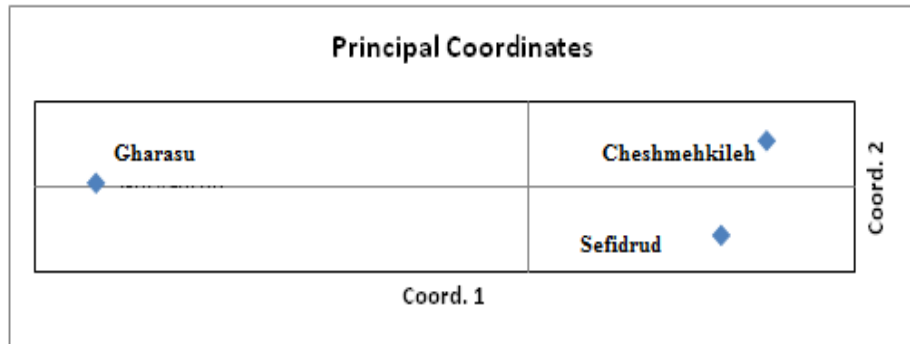 Principal Coordinates
Gharasu
Cheshmehkileh
Sefidrud
Coord. 2
Coord. 1